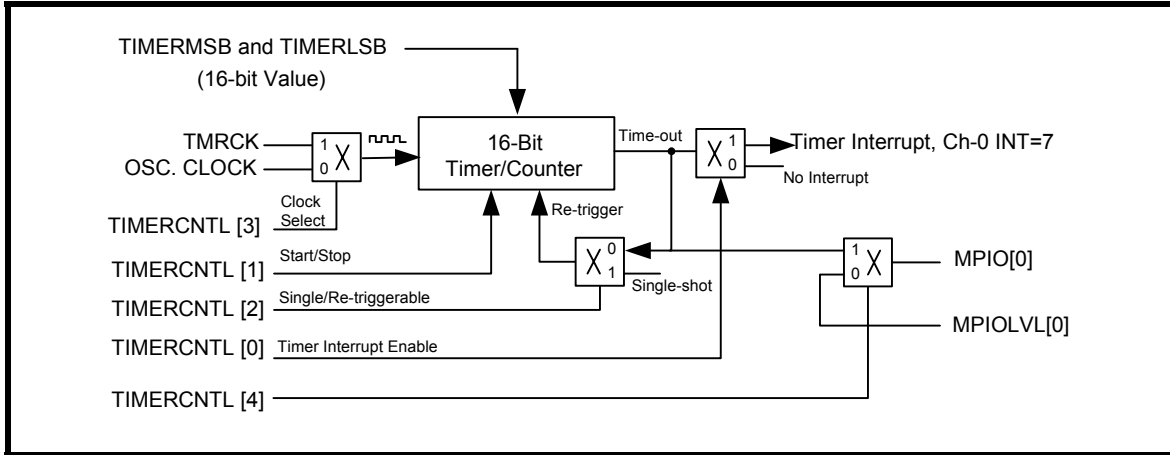 TIMERMSB and TIMERLSB
(16-bit Value)
TMRCK
OSC. CLOCK
1
0
X
16-Bit
Timer/Counter
Time-out
X
1
0
Timer Interrupt, Ch-0 INT=7
No Interrupt
Clock
Select
TIMERCNTL [3]
Re-trigger
Start/Stop
TIMERCNTL [1]
X
0
1
Single-shot
1
0
X
MPIO[0]
TIMERCNTL [2]
Single/Re-triggerable
MPIOLVL[0]
TIMERCNTL [0]
Timer Interrupt Enable
TIMERCNTL [4]